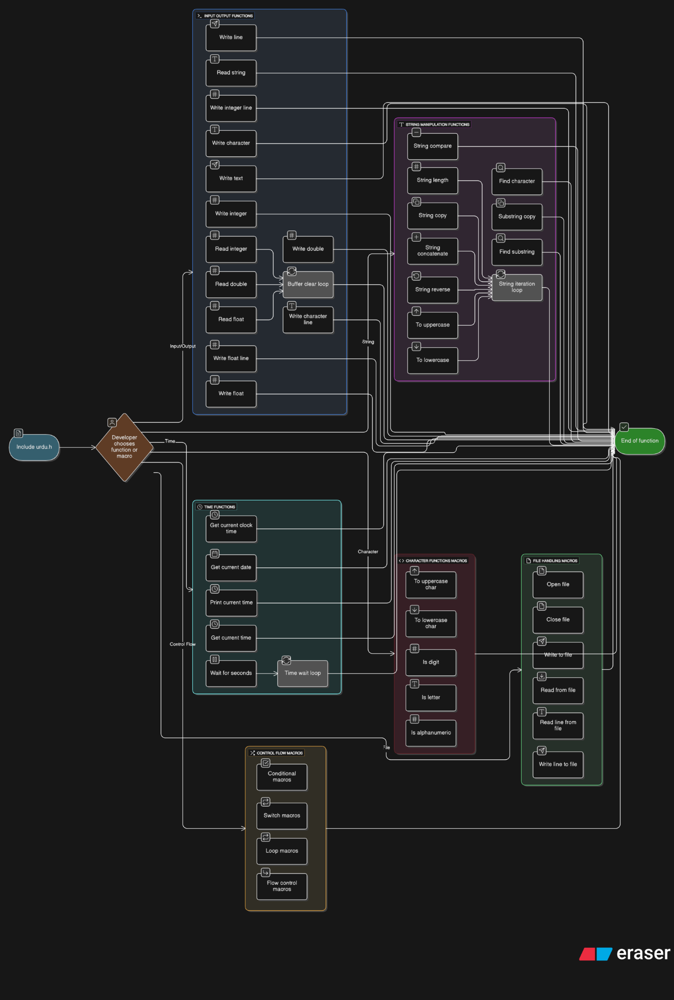 INPUT OUTPUT FUNCTIONS
Write line
Read string
Write integer line
Write character
Write text
Write integer
Read integer
Write double
Read double
Buffer clear loop
Read float
Write character
line
Write float line
Write float
STRING MANIPULATION FUNCTIONS
String compare
String length
Find character
String copy
Substring copy
String
concatenate
Find substring
String reverse
String iteration
loop
To uppercase
To lowercase
String
Input/Output
Include urdu.h
Developer
chooses
function or
macro
Time
End of function
TIME FUNCTIONS
Get current clock
time
Get current date
Print current time
Get current time
Wait for seconds
Time wait loop
Character
Control Flow
CHARACTER FUNCTIONS MACROS
To uppercase
char
To lowercase
char
Is digit
Is letter
Is alphanumeric
FILE HANDLING MACROS
Open file
Close file
Write to file
Read from file
Read line from
file
Write line to file
File
CONTROL FLOW MACROS
Conditional
macros
Switch macros
Loop macros
Flow control
macros
eraser